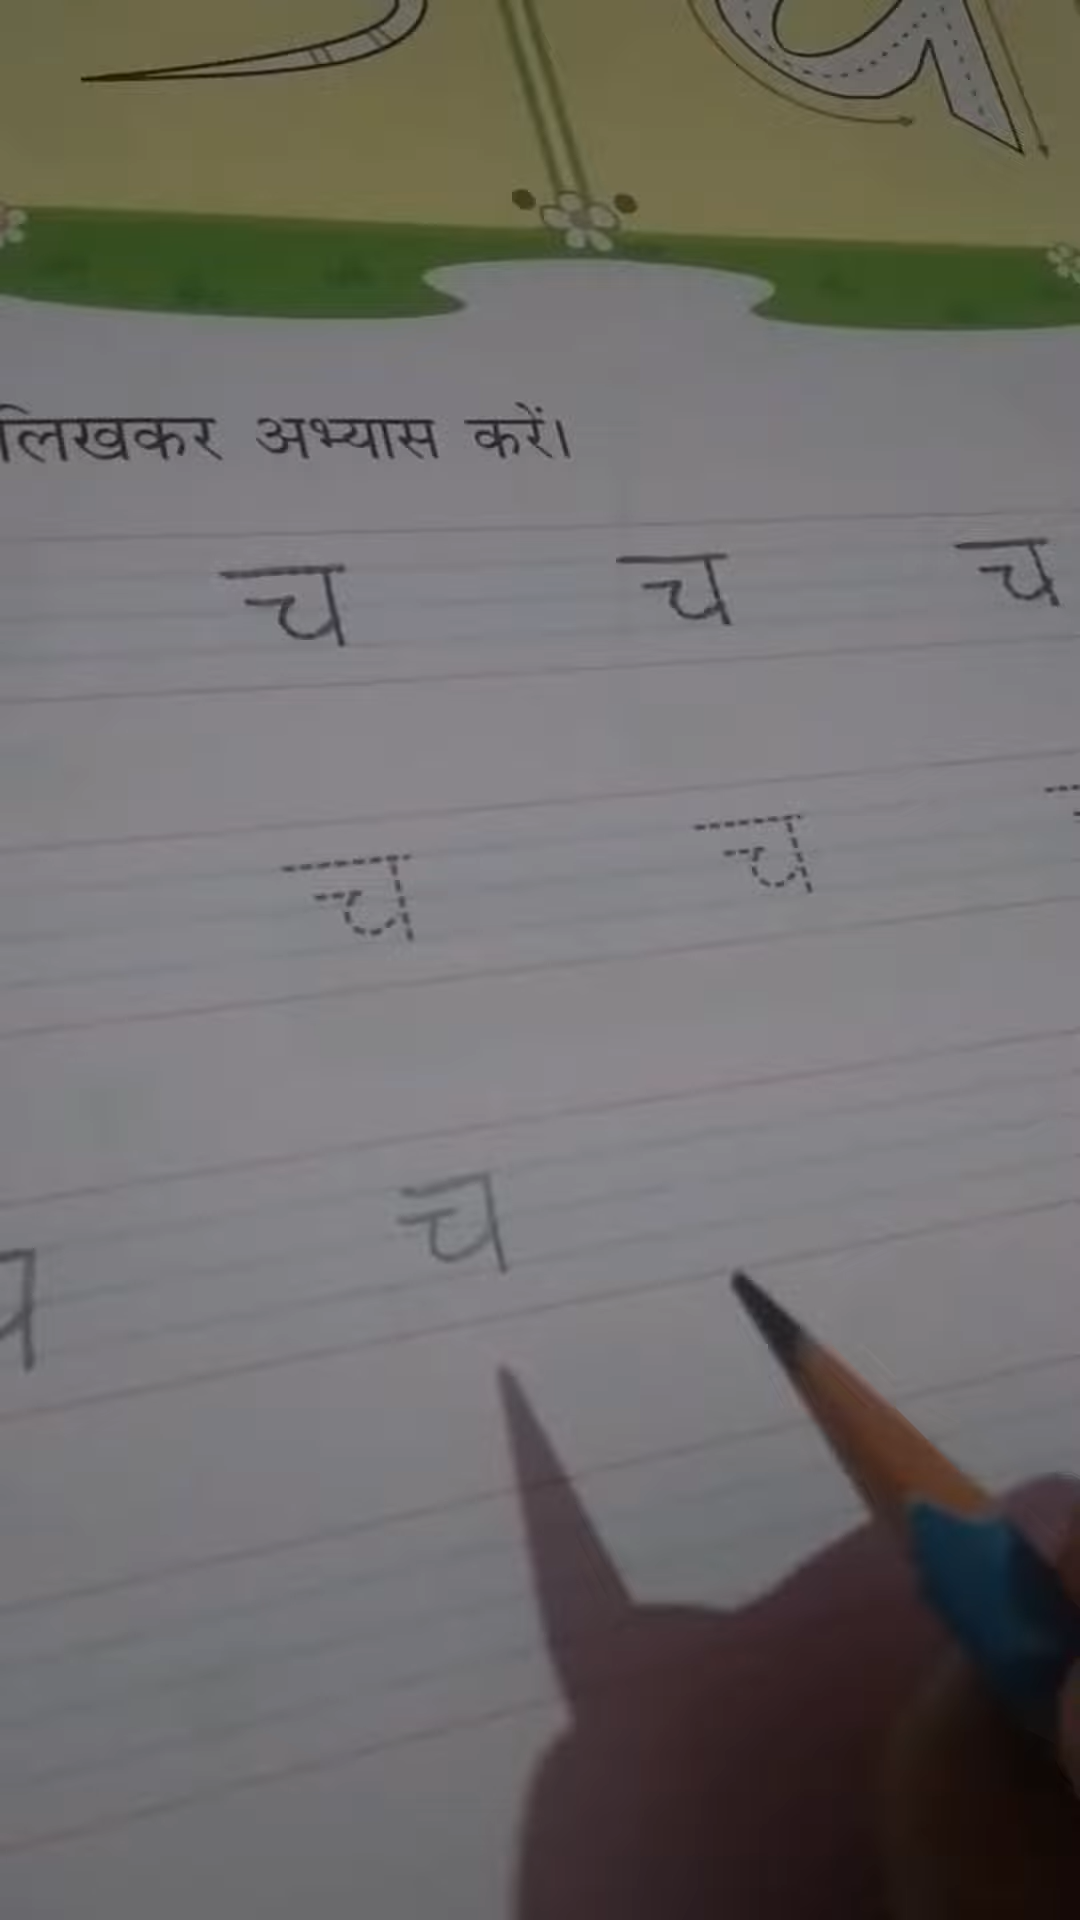 लिखकर अभ्यास करें।
च च च
च च
च